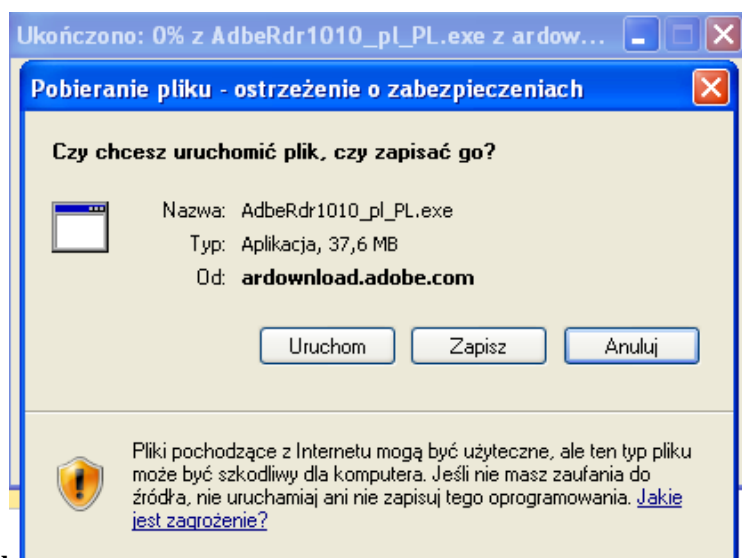 Ukończono: 0% z AdbeRdr1010_pl_PL.exe z ardow...
Pobieranie pliku - ostrzeżenie o zabezpieczeniach
Czy chcesz uruchomić plik, czy zapisać go?
Nazwa: AdbeRdr1010_pl_PL.exe
Typ: Aplikacja, 37,6 MB
Od: ardownload.adobe.com
Uruchom Zapisz Anuluj
Pliki pochodzące z Internetu mogą być użyteczne, ale ten typ pliku
może być szkodliwy dla komputera. Jeśli nie masz zaufania do
źródła, nie uruchamiaj ani nie zapisuj tego oprogramowania. Jakie
jest zagrożenie?